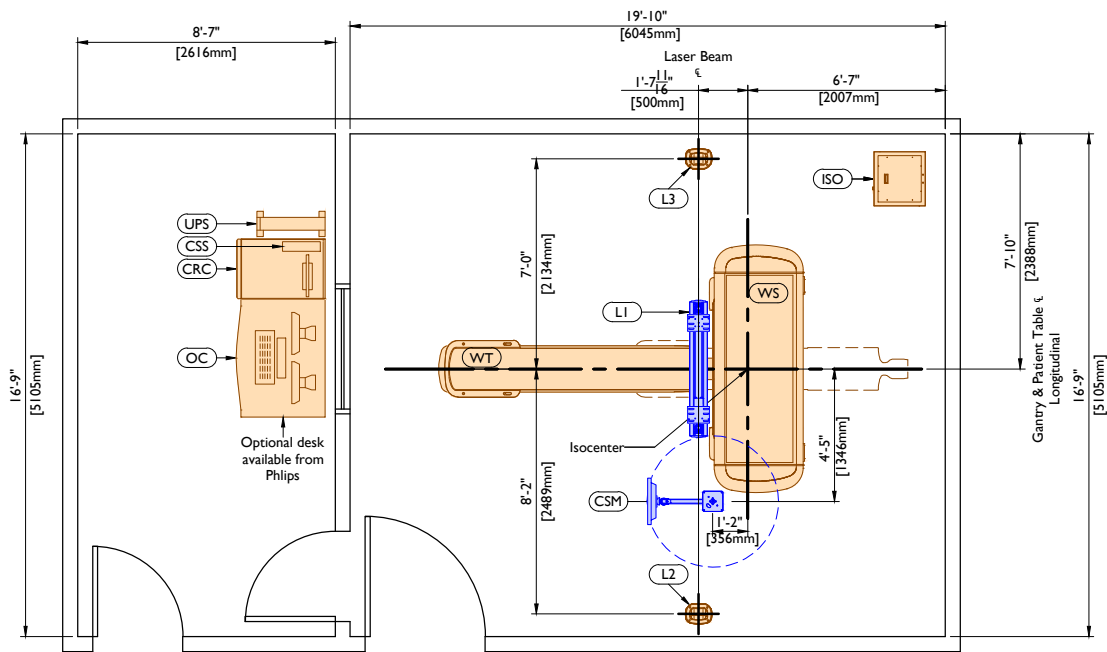 19'-10"
[6045mm]
8'-7"
[2616mm]
Laser Beam
℄
1'-7 11/16"
[500mm]
6'-7"
[2007mm]
L3
ISO
UPS
CSS
CRC
OC
7'-0"
[2134mm]
7'-10"
[2388mm]
WS
L1
WT
16'-9"
[5105mm]
Gantry & Patient Table ℄
Longitudinal
16'-9"
[5105mm]
Optional desk
available from
Phlips
Isocenter
4'-5"
[1346mm]
8'-2"
[2489mm]
CSM
1'-2"
[356mm]
L2